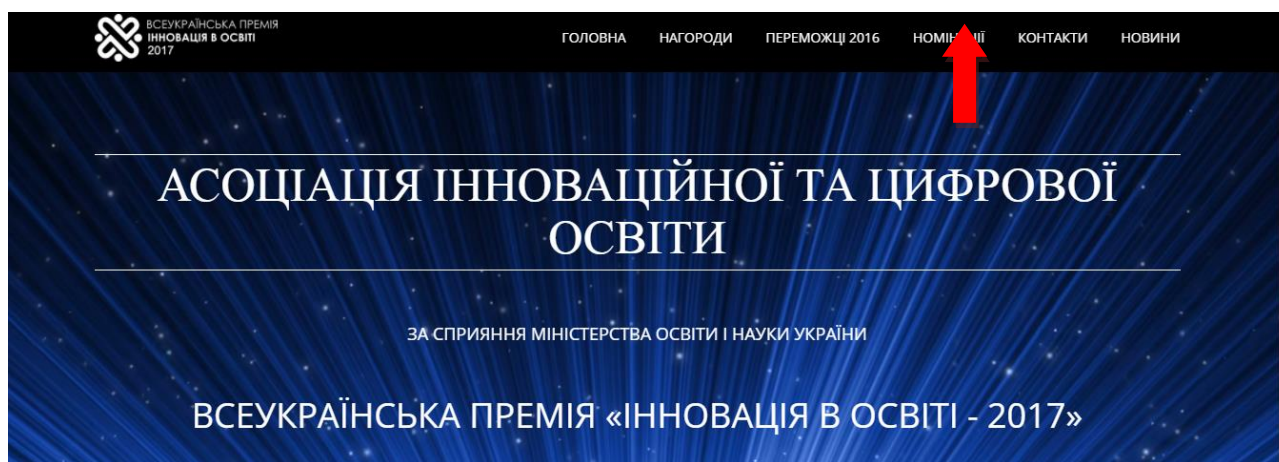 ВСЕУКРАЇНСЬКА ПРЕМІЯ
ІННОВАЦІЯ В ОСВІТІ
2017
ГОЛОВНА НАГОРОДИ ПЕРЕМОЖЦІ 2016 НОМІНАЦІЇ КОНТАКТИ НОВИНИ
АСОЦІАЦІЯ ІННОВАЦІЙНОЇ ТА ЦИФРОВОЇ
ОСВІТИ
ЗА СПРИЯННЯ МІНІСТЕРСТВА ОСВІТИ І НАУКИ УКРАЇНИ
ВСЕУКРАЇНСЬКА ПРЕМІЯ «ІННОВАЦІЯ В ОСВІТІ - 2017»